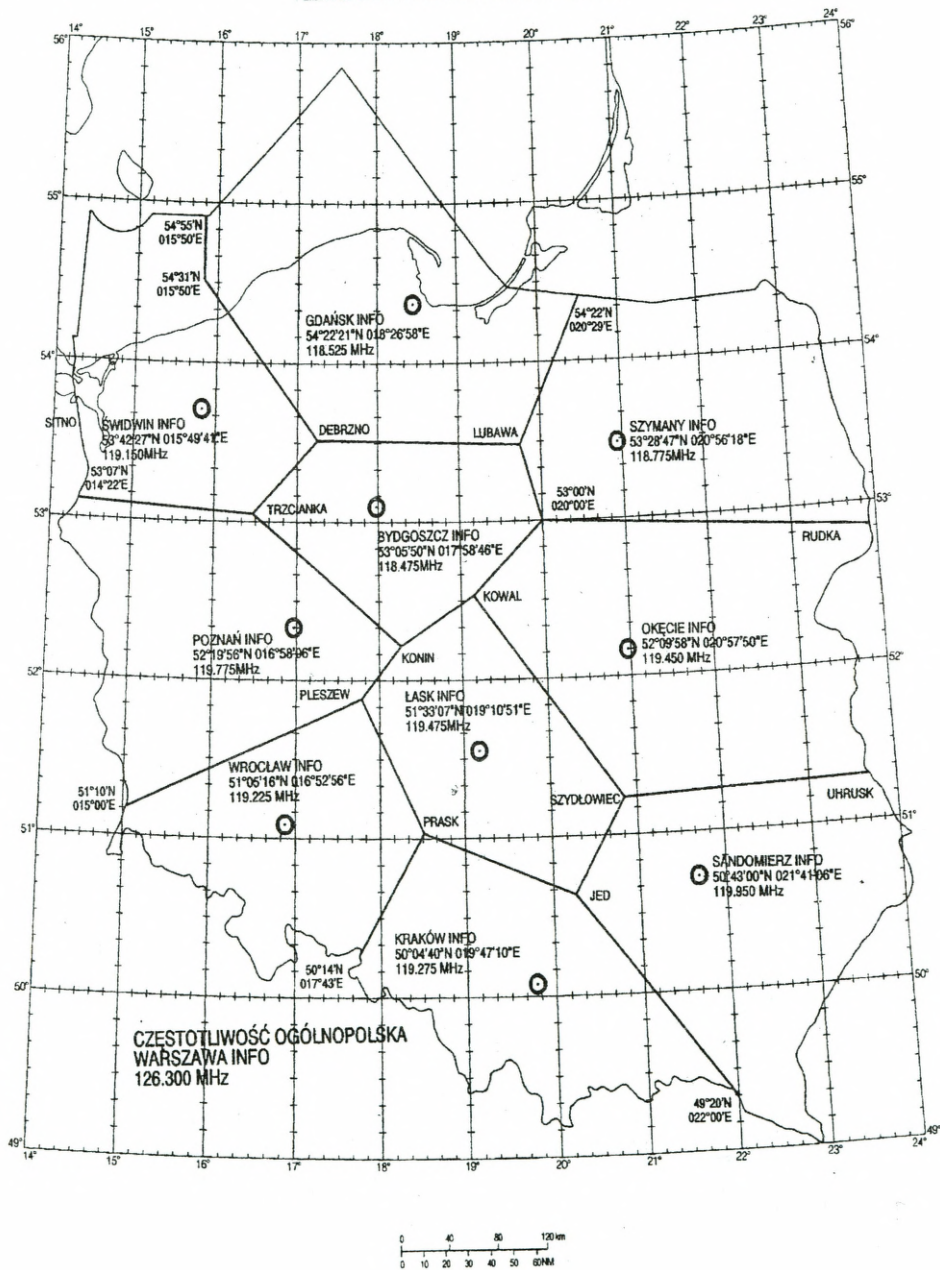 14° 15° 16° 17° 18° 19° 20° 21° 22° 23° 24°
56° 56°
55° 55°
54°55'N
015°50'E
54°31'N
015°50'E
GDAŃSK INFO
54°22'21"N 018°26'58"E
118.525 MHz
54°22'N
020°29'E
54° 54°
SITNO
ŚWIDWIN INFO
53°42'27"N 015°49'41"E
119.150MHz
53°07'N
014°22'E
DEBRZNO
LUBAWA
SZYMANY INFO
53°28'47"N 020°56'18"E
118.775MHz
53° 53°
TRZCIANKA
53°00'N
020°00'E
RUDKA
BYDGOSZCZ INFO
53°05'50"N 017°58'46"E
118.475MHz
KOWAL
POZNAŃ INFO
52°19'56"N 016°58'06"E
119.775MHz
KONIN
OKĘCIE INFO
52°09'58"N 020°57'50"E
119.450 MHz
52° 52°
PLESZEW
ŁASK INFO
51°33'07"N 019°10'51"E
119.475MHz
51°10'N
015°00'E
WROCŁAW INFO
51°05'16"N 016°52'56"E
119.225 MHz
SZYDŁOWIEC
UHRUSK
51° 51°
PRASK
SANDOMIERZ INFO
50°43'00"N 021°41'06"E
119.950 MHz
JED
KRAKÓW INFO
50°04'40"N 019°47'10"E
119.275 MHz
50°14'N
017°43'E
50° 50°
CZĘSTOTLIWOŚĆ OGÓLNOPOLSKA
WARSZAWA INFO
126.300 MHz
49°20'N
022°00'E
49° 49°
14° 15° 16° 17° 18° 19° 20° 21° 22° 23° 24°
0 40 80 120 km
0 10 20 30 40 50 60NM